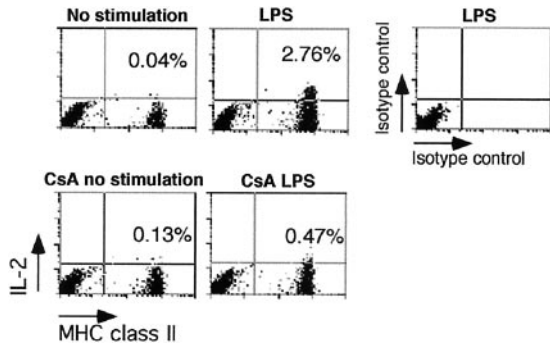 No stimulation
LPS
LPS
0.04%
2.76%
Isotype control
Isotype control
CsA no stimulation
CsA LPS
0.13%
0.47%
IL-2
MHC class II